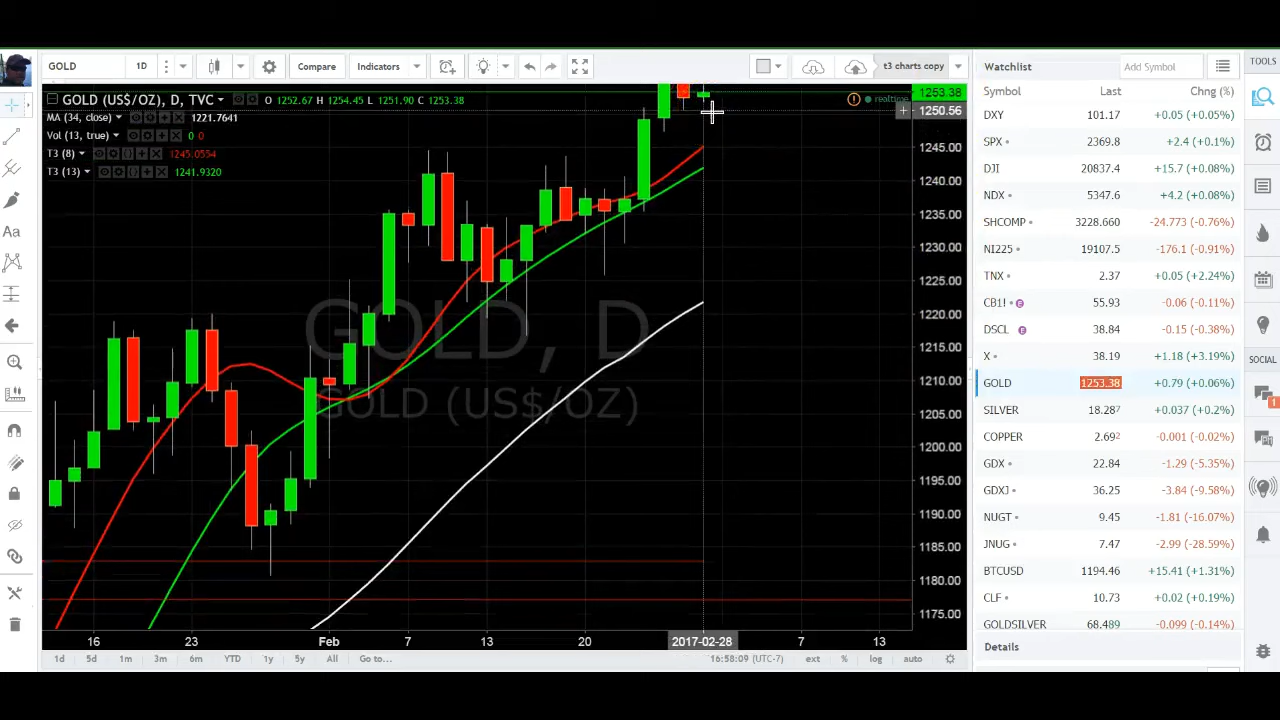 GOLD 1D Compare Indicators t3 charts copy
GOLD (US$/OZ), D, TVC O 1252.67 H 1254.45 L 1251.90 C 1253.38
realtime
MA (34, close) 1221.7641
Vol (13, true) 0 0
T3 (8) 1245.0554
T3 (13) 1241.9320
GOLD, D
GOLD (US$/OZ)
1253.38
1250.56
1245.00
1240.00
1235.00
1230.00
1225.00
1220.00
1215.00
1210.00
1205.00
1200.00
1195.00
1190.00
1185.00
1180.00
1175.00
16 23 Feb 7 13 20 2017-02-28 7 13
1d 5d 1m 3m 6m YTD 1y 5y All Go to... 16:58:09 (UTC-7) ext % log auto
Aa
Watchlist Add Symbol
Symbol Last Chng (%)
DXY 101.17 +0.05 (+0.05%)
SPX 2369.8 +2.4 (+0.1%)
DJI 20837.4 +15.7 (+0.08%)
NDX 5347.6 +4.2 (+0.08%)
SHCOMP 3228.660 -24.773 (-0.76%)
NI225 19107.5 -176.1 (-0.91%)
TNX 2.37 +0.05 (+2.24%)
CB1! 55.93 -0.06 (-0.11%)
DSCL 38.84 -0.15 (-0.38%)
X 38.19 +1.18 (+3.19%)
GOLD 1253.38 +0.79 (+0.06%)
SILVER 18.287 +0.037 (+0.2%)
COPPER 2.692 -0.001 (-0.02%)
GDX 22.84 -1.29 (-5.35%)
GDXJ 36.25 -3.84 (-9.58%)
NUGT 9.45 -1.81 (-16.07%)
JNUG 7.47 -2.99 (-28.59%)
BTCUSD 1194.46 +15.41 (+1.31%)
CLF 10.73 +0.02 (+0.19%)
GOLDSILVER 68.489 -0.099 (-0.14%)
Details
TOOLS
SOCIAL
1